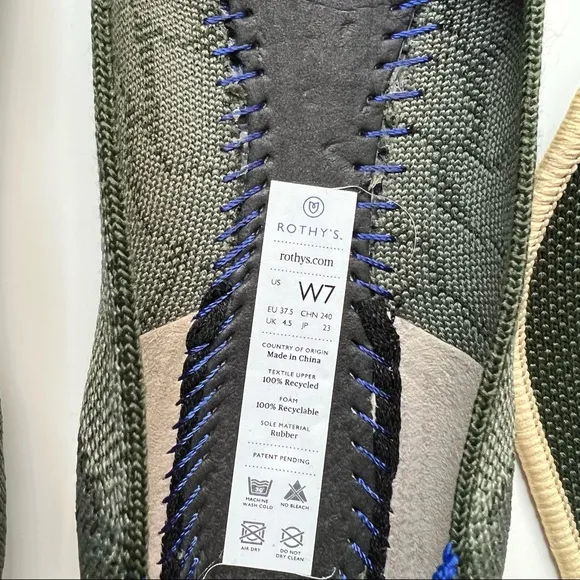 ROTHY'S™
rothys.com
US W7
EU 37.5 CHN 240
UK 4.5 JP 23
COUNTRY OF ORIGIN
Made in China
TEXTILE UPPER
100% Recycled
FOAM
100% Recyclable
SOLE MATERIAL
Rubber
PATENT PENDING
MACHINE WASH COLD
NO BLEACH
AIR DRY
DO NOT DRY CLEAN